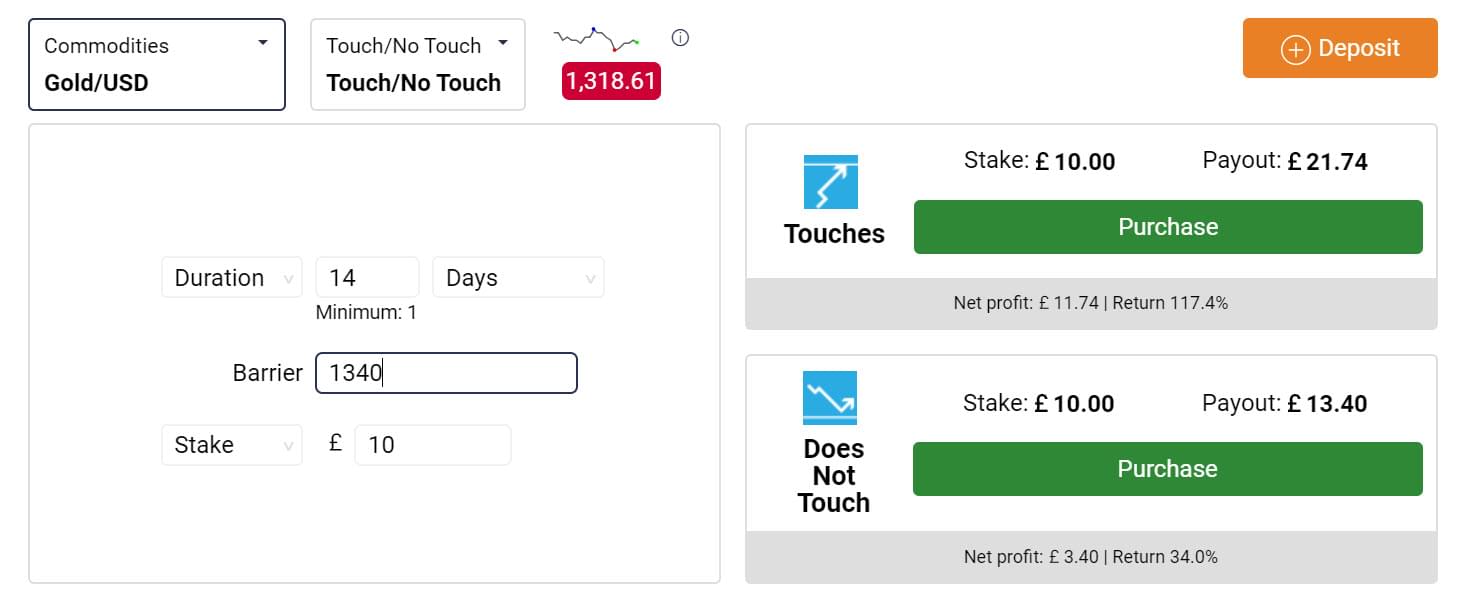 Commodities
Gold/USD
Touch/No Touch
Touch/No Touch
1,318.61
Deposit
Duration
14
Days
Minimum: 1
Barrier
1340
Stake
£
10
Touches
Stake: £ 10.00
Payout: £ 21.74
Purchase
Net profit: £ 11.74 | Return 117.4%
Does
Not
Touch
Stake: £ 10.00
Payout: £ 13.40
Purchase
Net profit: £ 3.40 | Return 34.0%